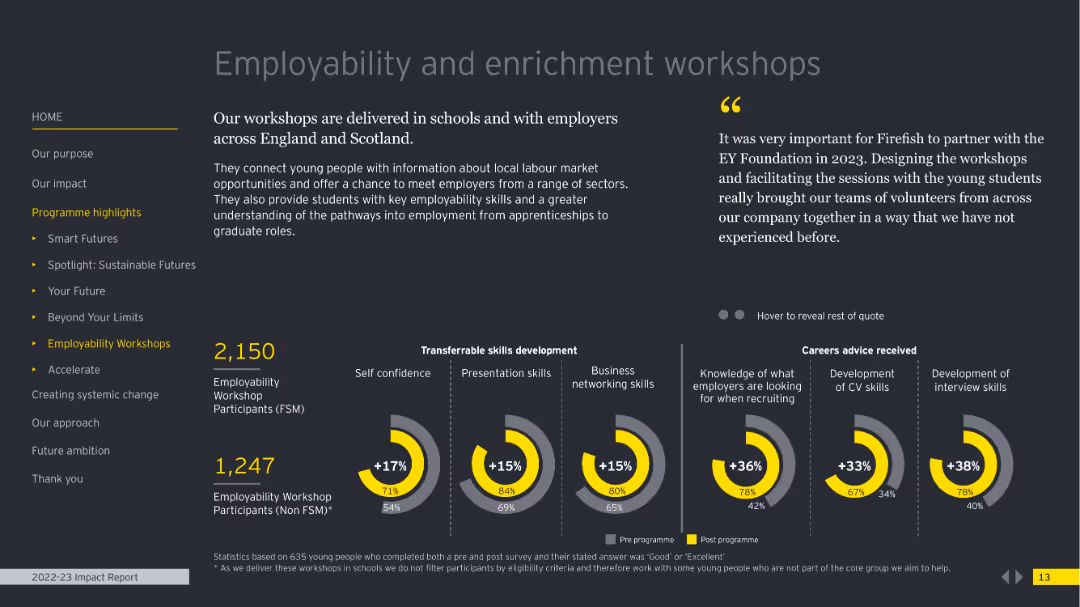 Employability and enrichment workshops
HOME
Our purpose
Our impact
Programme highlights
Smart Futures
Spotlight: Sustainable Futures
Your Future
Beyond Your Limits
Employability Workshops
Accelerate
Creating systemic change
Our approach
Future ambition
Thank you
2022-23 Impact Report
Our workshops are delivered in schools and with employers
across England and Scotland.
They connect young people with information about local labour market
opportunities and offer a chance to meet employers from a range of sectors.
They also provide students with key employability skills and a greater
understanding of the pathways into employment from apprenticeships to
graduate roles.
“
It was very important for Firefish to partner with the
EY Foundation in 2023. Designing the workshops
and facilitating the sessions with the young students
really brought our teams of volunteers from across
our company together in a way that we have not
experienced before.
Hover to reveal rest of quote
2,150
Employability
Workshop
Participants (FSM)
1,247
Employability Workshop
Participants (Non FSM)*
Transferrable skills development
Self confidence
+17%
71%
54%
Presentation skills
+15%
84%
69%
Business
networking skills
+15%
80%
65%
Careers advice received
Knowledge of what
employers are looking
for when recruiting
+36%
78%
42%
Development
of CV skills
+33%
67%
34%
Development of
interview skills
+38%
78%
40%
Pre programme
Post programme
Statistics based on 635 young people who completed both a pre and post survey and their stated answer was ‘Good’ or ‘Excellent’
* As we deliver these workshops in schools we do not filter participants by eligibility criteria and therefore work with some young people who are not part of the core group we aim to help.
13